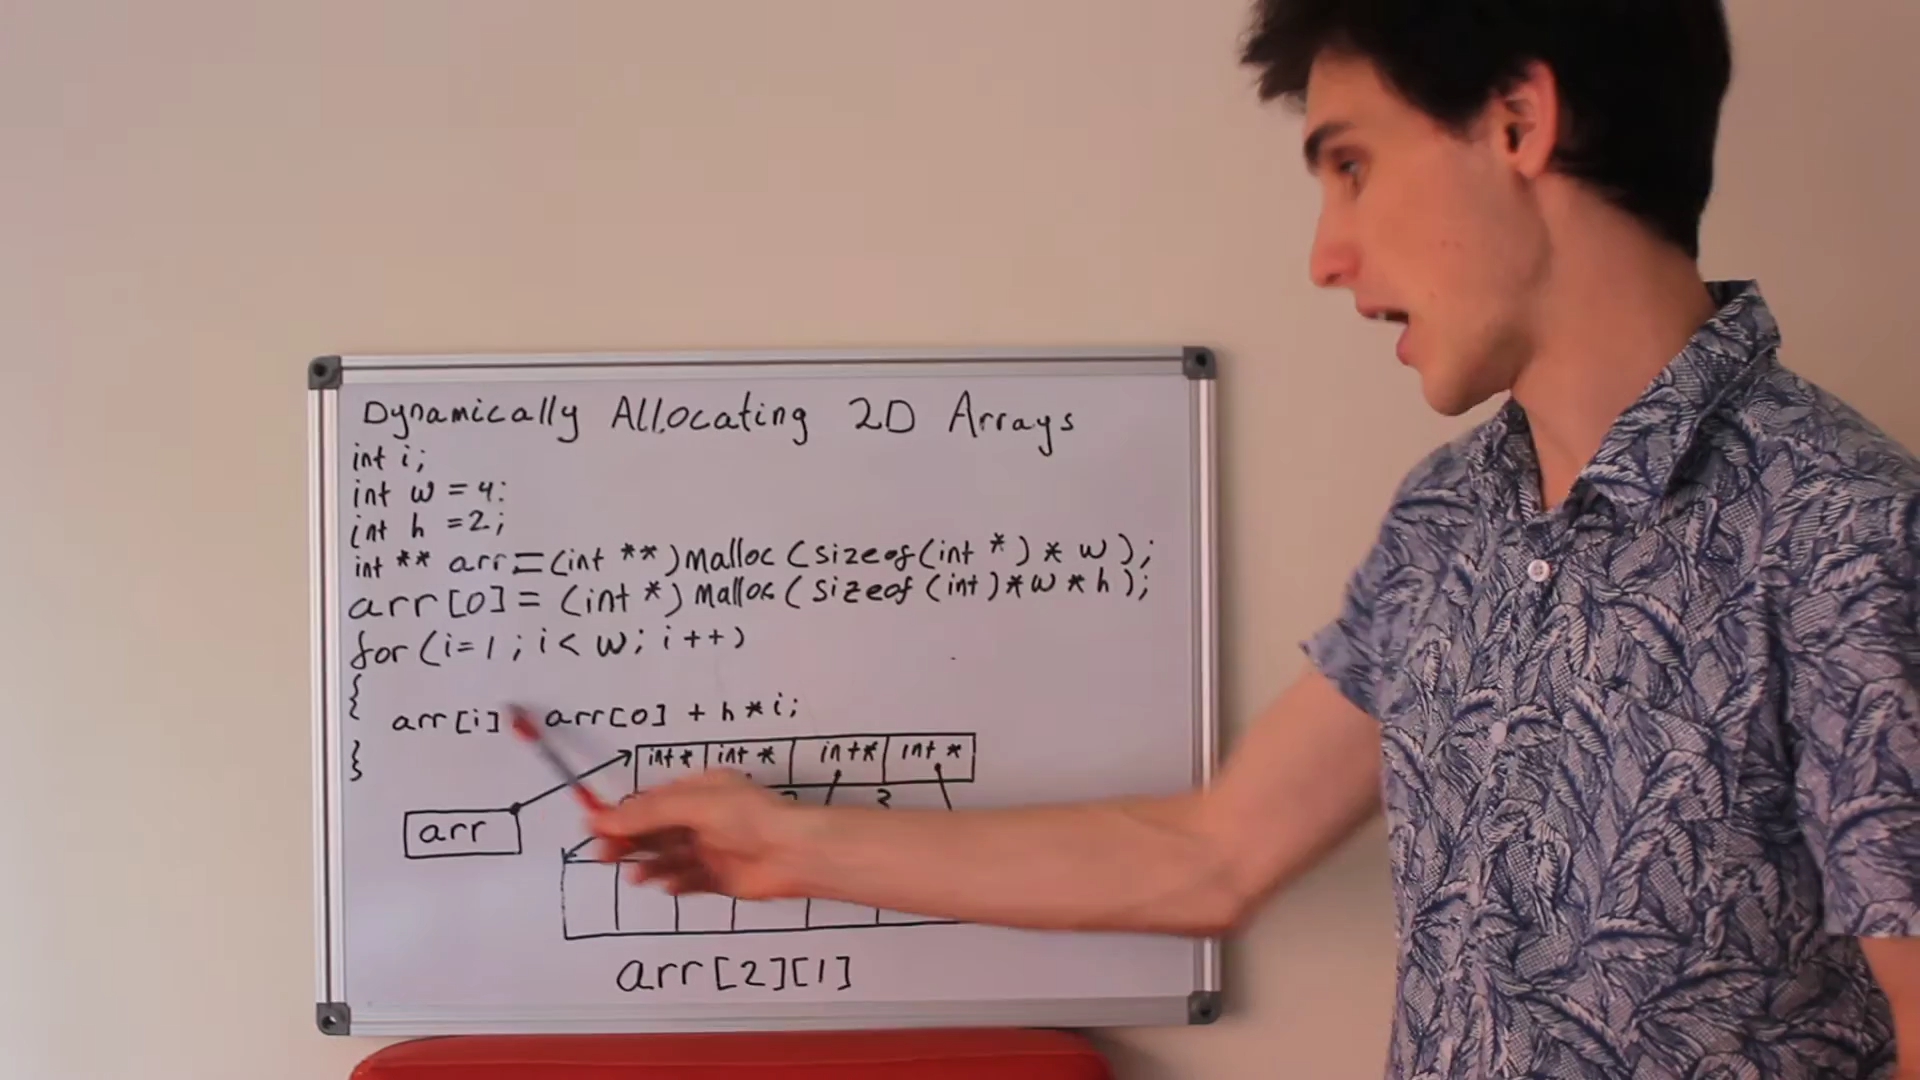 Dynamically Allocating 2D Arrays
int i;
int w = 4;
int h = 2;
int ** arr = (int **) malloc (sizeof(int *) * w);
arr[0] = (int *) malloc (sizeof (int) * w * h);
for (i=1; i < w; i++)
{
arr[i] arr[0] + h * i;
}
int * int * int * int *
3
arr
arr[2][1]